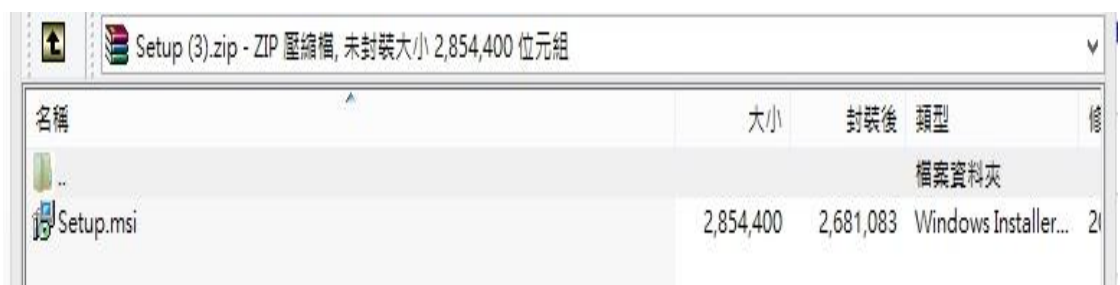 Setup (3).zip - ZIP 壓縮檔, 未封裝大小 2,854,400 位元組
名稱 大小 封裝後 類型
.. 檔案資料夾
Setup.msi 2,854,400 2,681,083 Windows Installer...